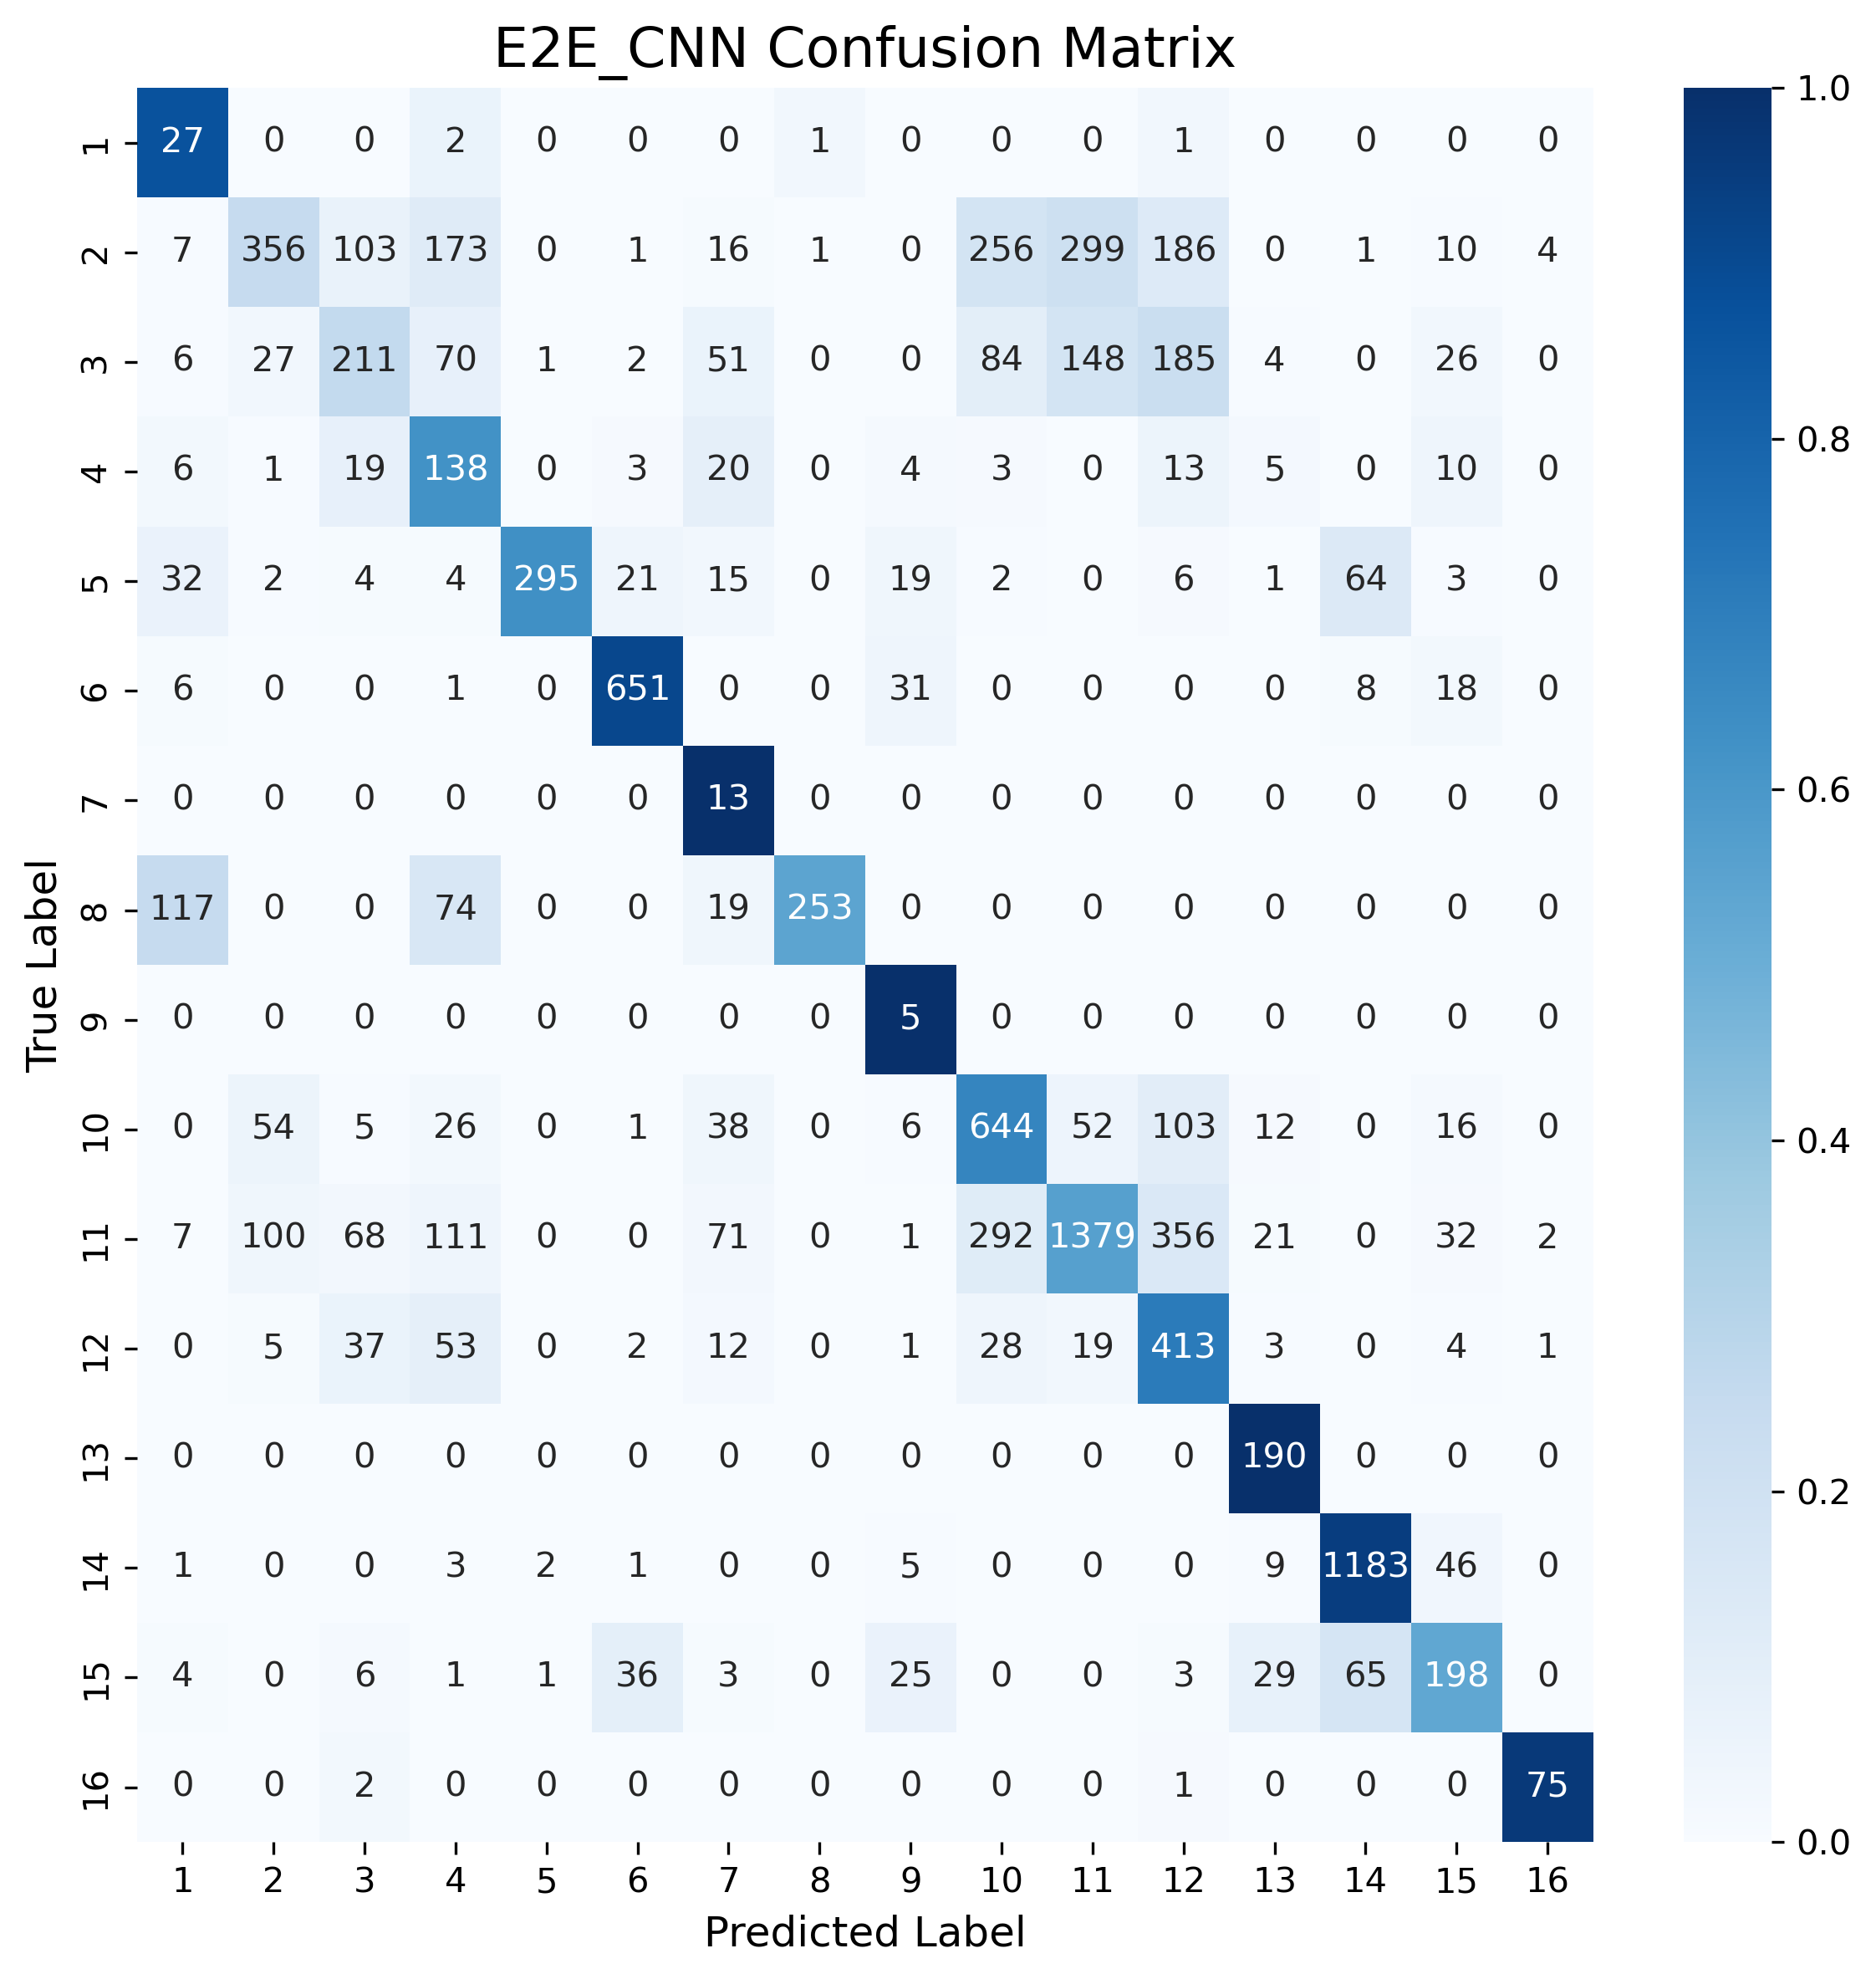 E2E_CNN Confusion Matrix
1 27 0 0 2 0 0 0 1 0 0 0 1 0 0 0 0
2 7 356 103 173 0 1 16 1 0 256 299 186 0 1 10 4
3 6 27 211 70 1 2 51 0 0 84 148 185 4 0 26 0
4 6 1 19 138 0 3 20 0 4 3 0 13 5 0 10 0
5 32 2 4 4 295 21 15 0 19 2 0 6 1 64 3 0
6 6 0 0 1 0 651 0 0 31 0 0 0 0 8 18 0
7 0 0 0 0 0 0 13 0 0 0 0 0 0 0 0 0
8 117 0 0 74 0 0 19 253 0 0 0 0 0 0 0 0
9 0 0 0 0 0 0 0 0 5 0 0 0 0 0 0 0
10 0 54 5 26 0 1 38 0 6 644 52 103 12 0 16 0
11 7 100 68 111 0 0 71 0 1 292 1379 356 21 0 32 2
12 0 5 37 53 0 2 12 0 1 28 19 413 3 0 4 1
13 0 0 0 0 0 0 0 0 0 0 0 0 190 0 0 0
14 1 0 0 3 2 1 0 0 5 0 0 0 9 1183 46 0
15 4 0 6 1 1 36 3 0 25 0 0 3 29 65 198 0
16 0 0 2 0 0 0 0 0 0 0 0 1 0 0 0 75
1 2 3 4 5 6 7 8 9 10 11 12 13 14 15 16
Predicted Label
True Label
1.0
0.8
0.6
0.4
0.2
0.0